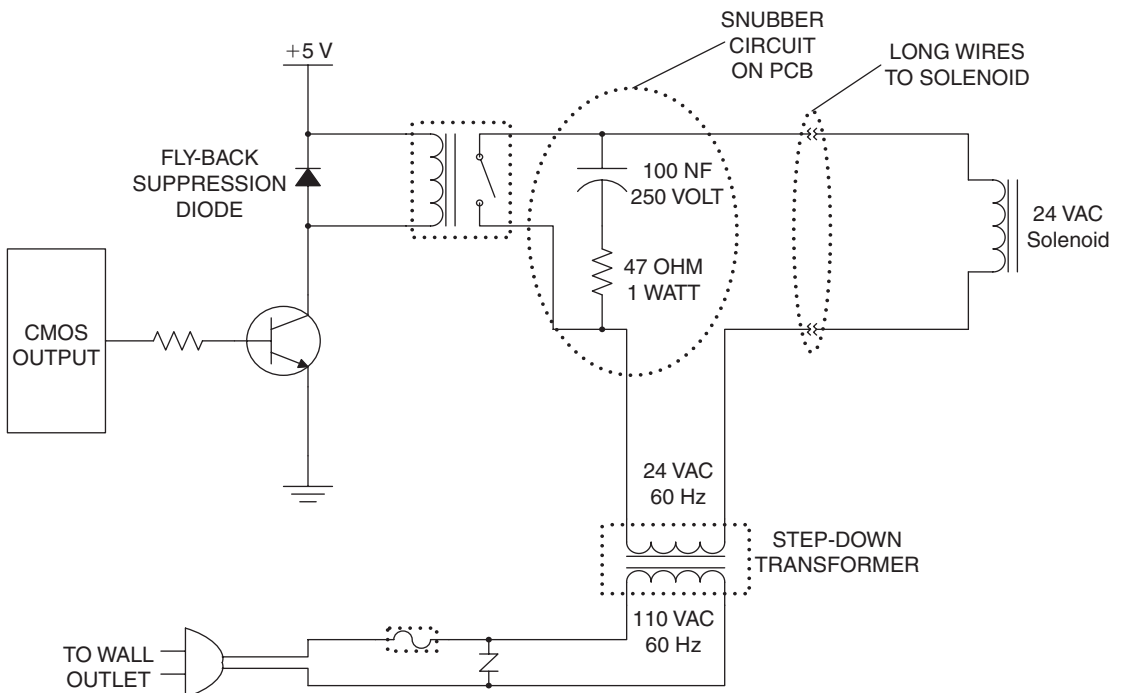 SNUBBER
CIRCUIT
ON PCB
LONG WIRES
TO SOLENOID
+5 V
FLY-BACK
SUPPRESSION
DIODE
100 NF
250 VOLT
47 OHM
1 WATT
24 VAC
Solenoid
CMOS
OUTPUT
24 VAC
60 Hz
STEP-DOWN
TRANSFORMER
110 VAC
60 Hz
TO WALL
OUTLET